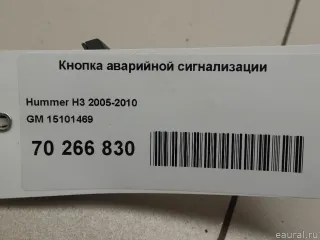 Кнопка аварийной сигнализации
Hummer H3 2005-2010
GM 15101469
70 266 830
eaural.ru